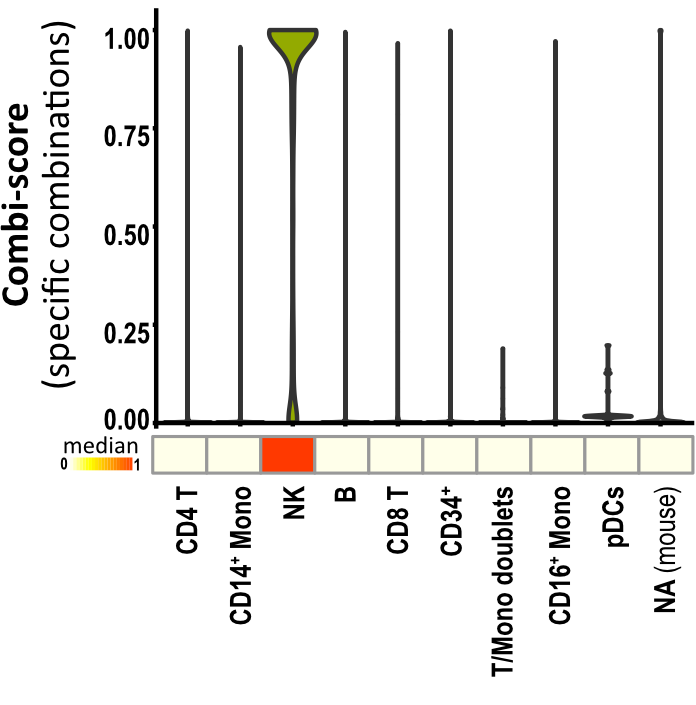 Combi-score
(specific combinations)
1.00
0.75
0.50
0.25
0.00
median
0 1
CD4 T
CD14⁺ Mono
NK
B
CD8 T
CD34⁺
T/Mono doublets
CD16⁺ Mono
pDCs
NA (mouse)